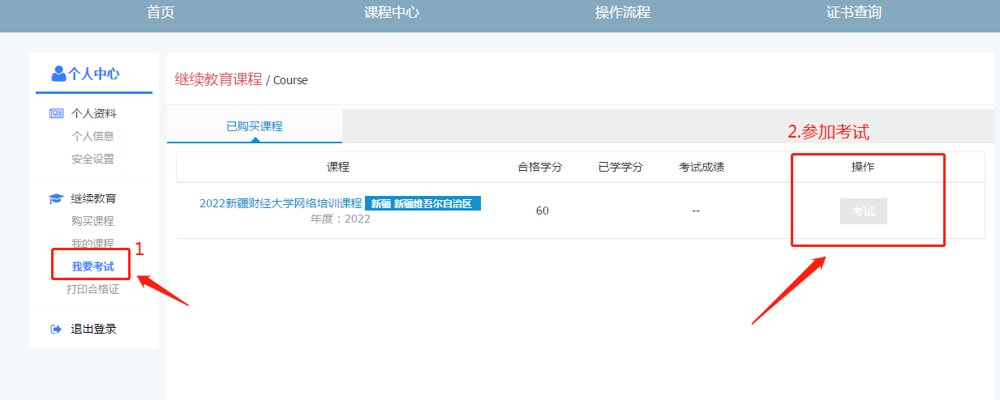 首页 课程中心 操作流程 证书查询
个人中心
个人资料
个人信息
安全设置
继续教育
购买课程
我的课程
1
我要考试
打印合格证
退出登录
继续教育课程 / Course
已购买课程
2.参加考试
课程 合格学分 已学学分 考试成绩 操作
2022新疆财经大学网络培训课程 新疆 新疆维吾尔自治区
年度：2022
60 -- 考试